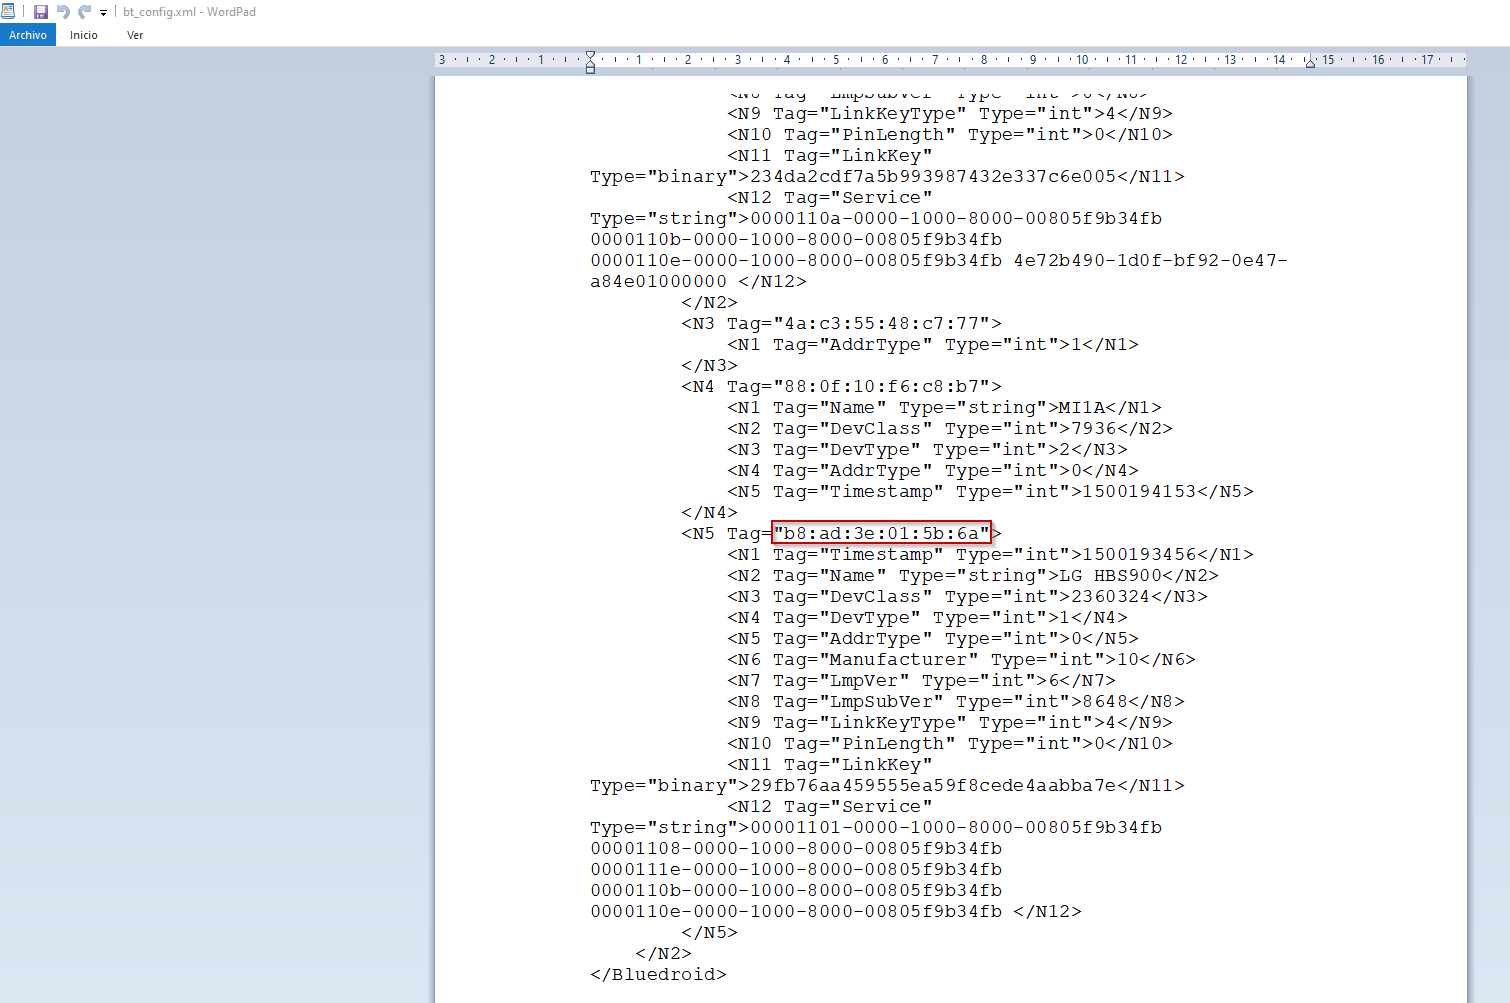 bt_config.xml - WordPad
Archivo Inicio Ver
3 2 1 1 2 3 4 5 6 7 8 9 10 11 12 13 14 15 16 17
<N8 Tag="LmpSubVer" Type="int">0</N8>
<N9 Tag="LinkKeyType" Type="int">4</N9>
<N10 Tag="PinLength" Type="int">0</N10>
<N11 Tag="LinkKey"
Type="binary">234da2cdf7a5b993987432e337c6e005</N11>
<N12 Tag="Service"
Type="string">0000110a-0000-1000-8000-00805f9b34fb
0000110b-0000-1000-8000-00805f9b34fb
0000110e-0000-1000-8000-00805f9b34fb 4e72b490-1d0f-bf92-0e47-
a84e01000000 </N12>
</N2>
<N3 Tag="4a:c3:55:48:c7:77">
<N1 Tag="AddrType" Type="int">1</N1>
</N3>
<N4 Tag="88:0f:10:f6:c8:b7">
<N1 Tag="Name" Type="string">MI1A</N1>
<N2 Tag="DevClass" Type="int">7936</N2>
<N3 Tag="DevType" Type="int">2</N3>
<N4 Tag="AddrType" Type="int">0</N4>
<N5 Tag="Timestamp" Type="int">1500194153</N5>
</N4>
<N5 Tag="b8:ad:3e:01:5b:6a">
<N1 Tag="Timestamp" Type="int">1500193456</N1>
<N2 Tag="Name" Type="string">LG HBS900</N2>
<N3 Tag="DevClass" Type="int">2360324</N3>
<N4 Tag="DevType" Type="int">1</N4>
<N5 Tag="AddrType" Type="int">0</N5>
<N6 Tag="Manufacturer" Type="int">10</N6>
<N7 Tag="LmpVer" Type="int">6</N7>
<N8 Tag="LmpSubVer" Type="int">8648</N8>
<N9 Tag="LinkKeyType" Type="int">4</N9>
<N10 Tag="PinLength" Type="int">0</N10>
<N11 Tag="LinkKey"
Type="binary">29fb76aa459555ea59f8cede4aabba7e</N11>
<N12 Tag="Service"
Type="string">00001101-0000-1000-8000-00805f9b34fb
00001108-0000-1000-8000-00805f9b34fb
0000111e-0000-1000-8000-00805f9b34fb
0000110b-0000-1000-8000-00805f9b34fb
0000110e-0000-1000-8000-00805f9b34fb </N12>
</N5>
</N2>
</Bluedroid>